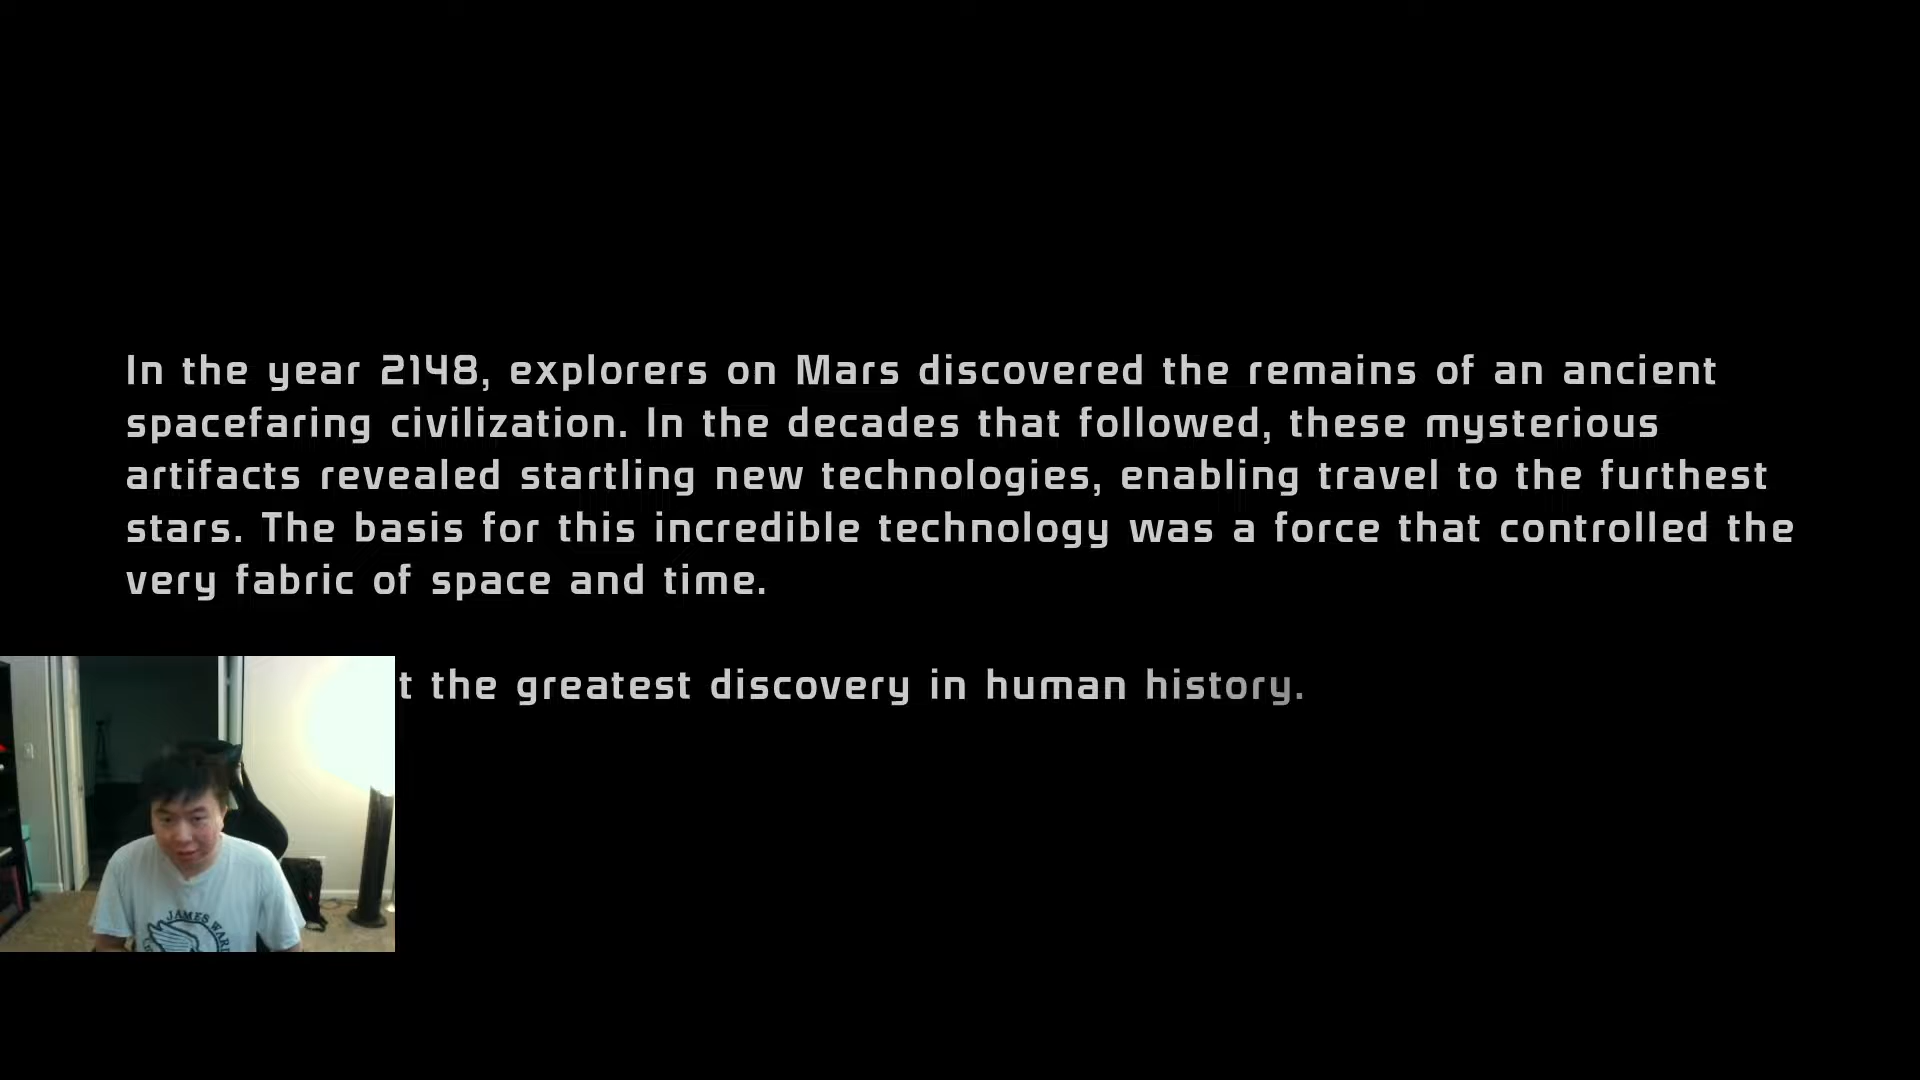 In the year 2148, explorers on Mars discovered the remains of an ancient
spacefaring civilization. In the decades that followed, these mysterious
artifacts revealed startling new technologies, enabling travel to the furthest
stars. The basis for this incredible technology was a force that controlled the
very fabric of space and time.
t the greatest discovery in human history.
JAMES WARD